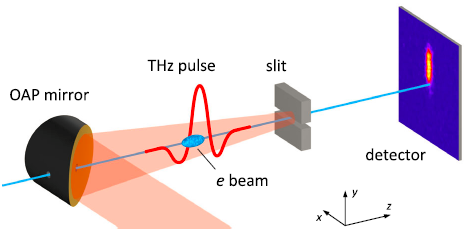 THz pulse
slit
OAP mirror
e beam
detector
x
y
z